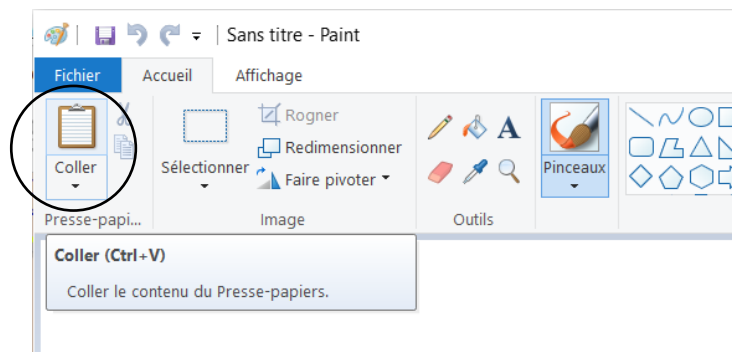 Sans titre - Paint
Fichier Accueil Affichage
Coller
Sélectionner
Rogner
Redimensionner
Faire pivoter
A
Pinceaux
Presse-papi... Image Outils
Coller (Ctrl+V)
Coller le contenu du Presse-papiers.